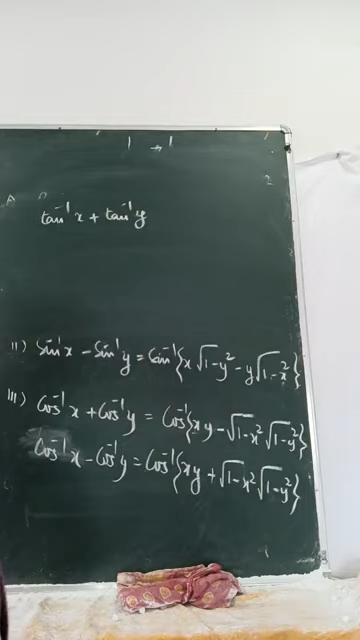 tan⁻¹x + tan⁻¹y
II) Sin⁻¹x - Sin⁻¹y = Sin⁻¹{x√1-y² - y√1-x²}
III) Cos⁻¹x + Cos⁻¹y = Cos⁻¹{xy - √1-x² √1-y²}
Cos⁻¹x - Cos⁻¹y = Cos⁻¹{xy + √1-x² √1-y²}